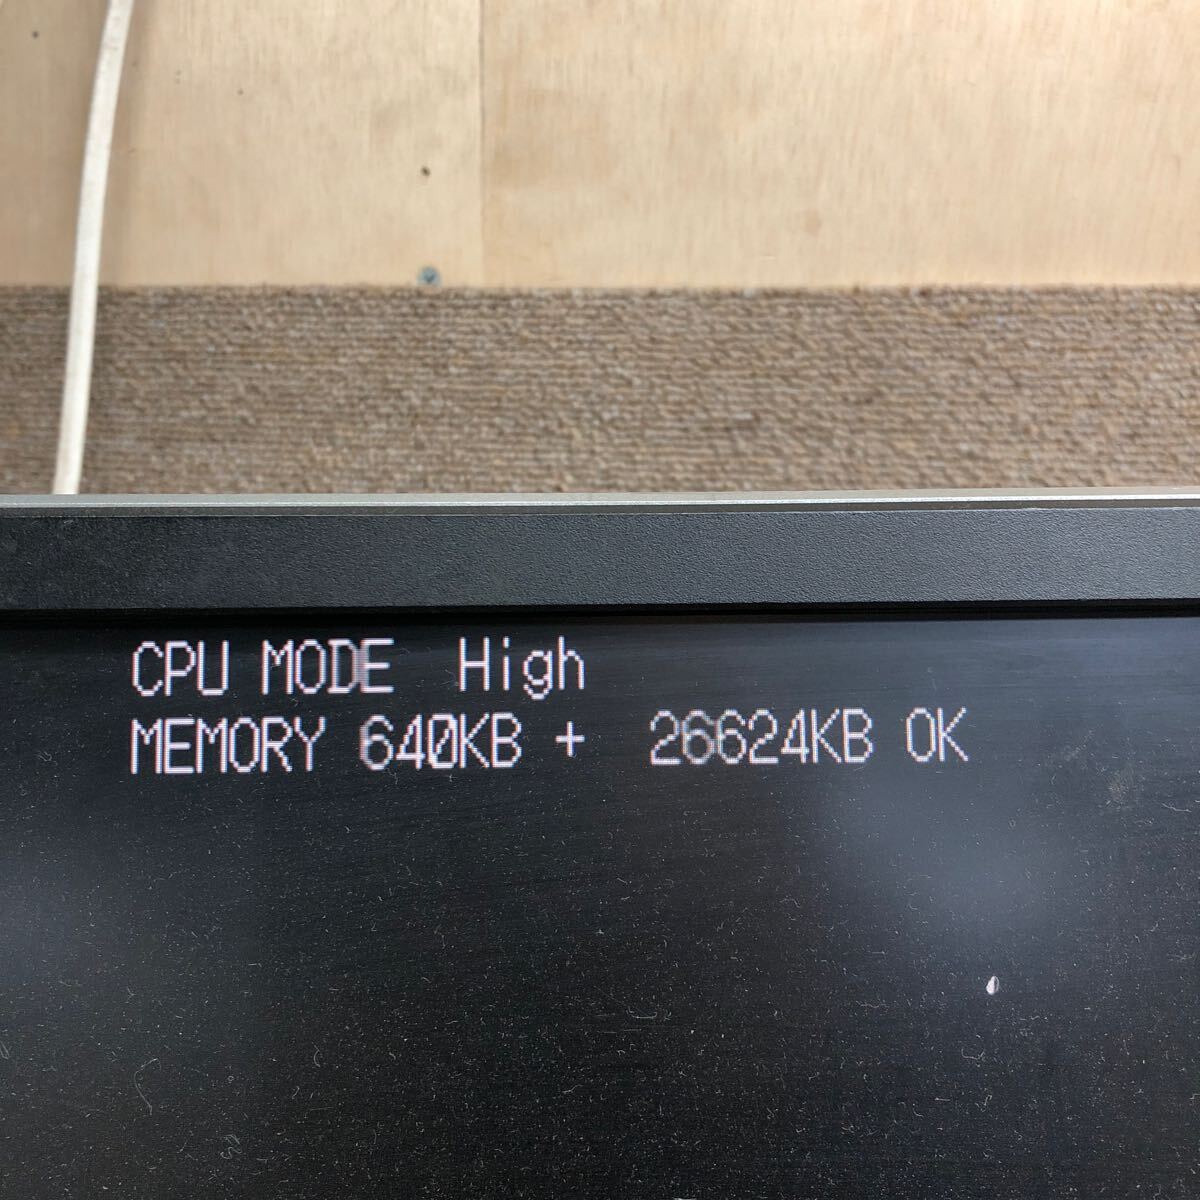 CPU MODE High
MEMORY 640KB + 26624KB OK